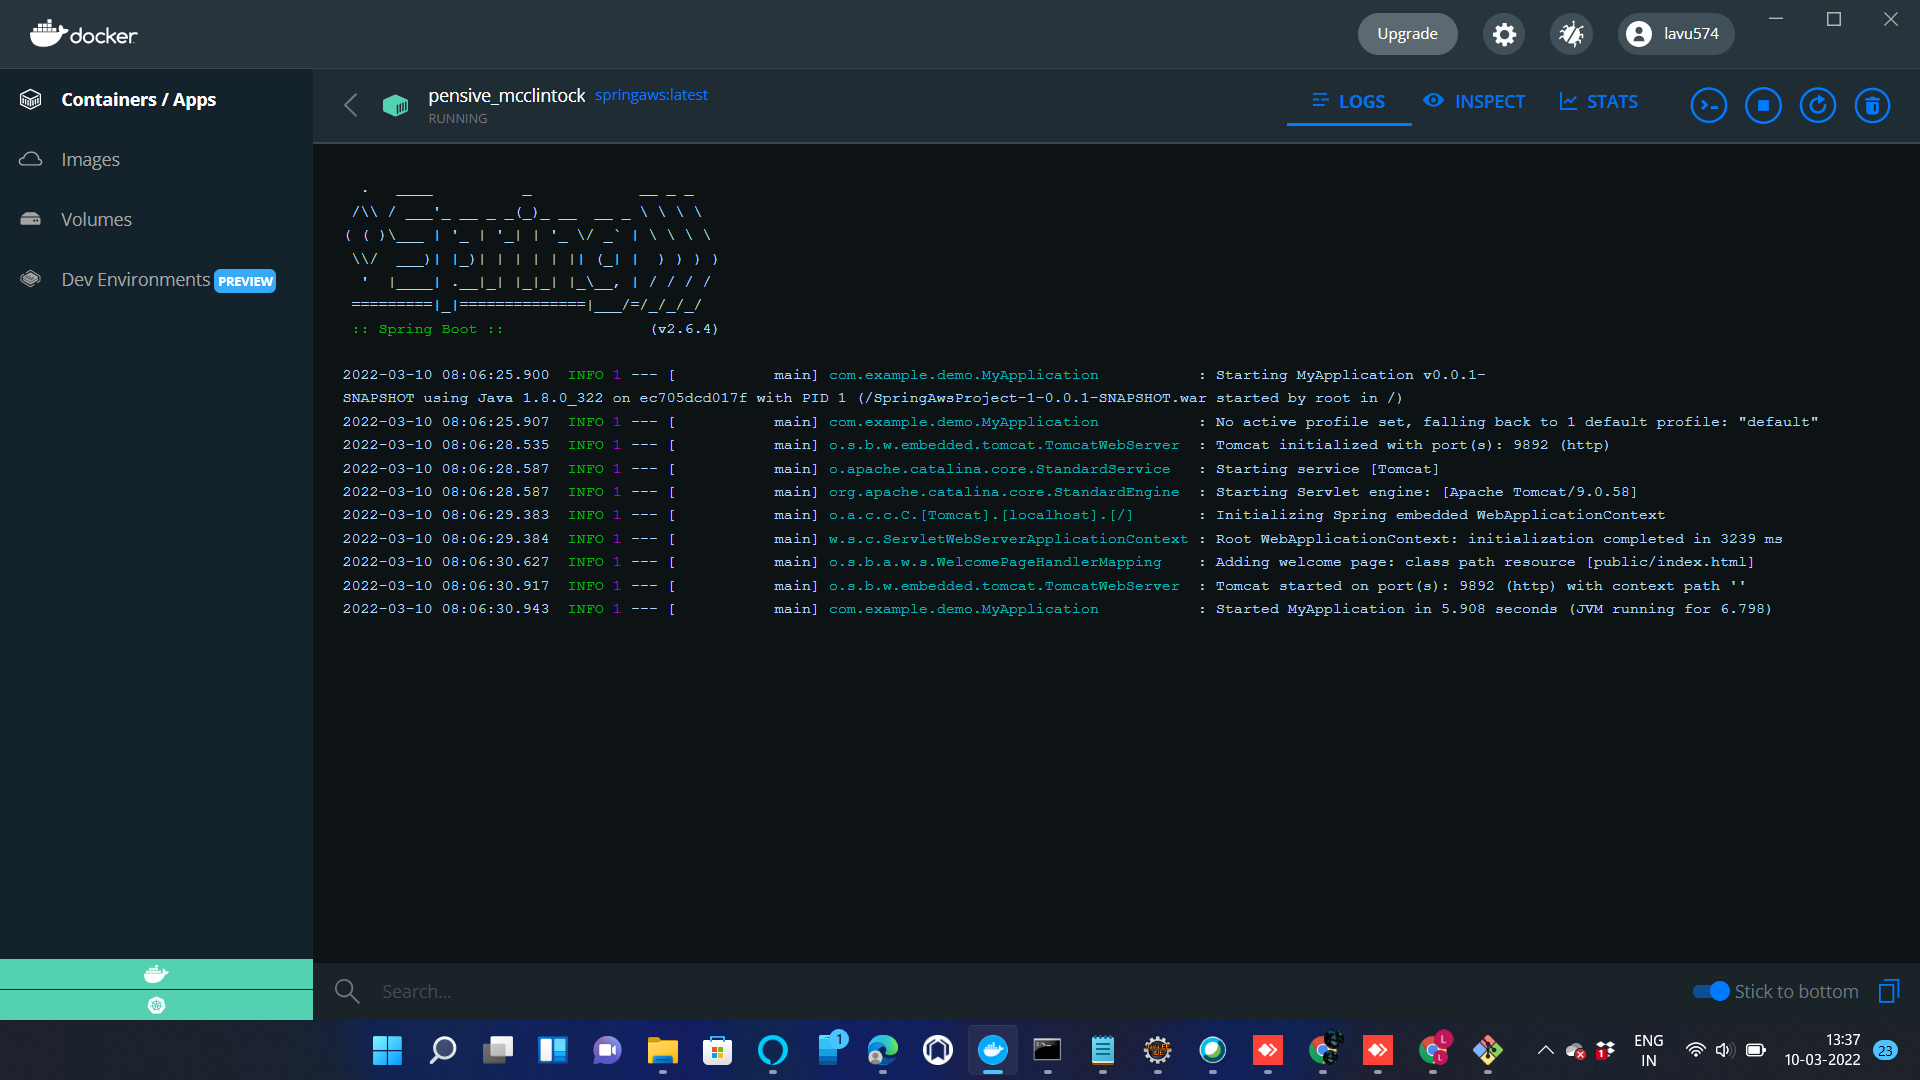 docker
Upgrade
lavu574
Containers / Apps
Images
Volumes
Dev Environments PREVIEW
pensive_mcclintock springaws:latest
RUNNING
LOGS
INSPECT
STATS
  .   ____          _            __ _ _
 /\\ / ___'_ __ _ _(_)_ __  __ _ \ \ \ \
( ( )\___ | '_ | '_| | '_ \/ _` | \ \ \ \
 \\/  ___)| |_)| | | | | || (_| |  ) ) ) )
  '  |____| .__|_| |_|_| |_\__, | / / / /
 =========|_|==============|___/=/_/_/_/
 :: Spring Boot ::                (v2.6.4)
2022-03-10 08:06:25.900  INFO 1 --- [           main] com.example.demo.MyApplication           : Starting MyApplication v0.0.1-
SNAPSHOT using Java 1.8.0_322 on ec705dcd017f with PID 1 (/SpringAwsProject-1-0.0.1-SNAPSHOT.war started by root in /)
2022-03-10 08:06:25.907  INFO 1 --- [           main] com.example.demo.MyApplication           : No active profile set, falling back to 1 default profile: "default"
2022-03-10 08:06:28.535  INFO 1 --- [           main] o.s.b.w.embedded.tomcat.TomcatWebServer  : Tomcat initialized with port(s): 9892 (http)
2022-03-10 08:06:28.587  INFO 1 --- [           main] o.apache.catalina.core.StandardService   : Starting service [Tomcat]
2022-03-10 08:06:28.587  INFO 1 --- [           main] org.apache.catalina.core.StandardEngine  : Starting Servlet engine: [Apache Tomcat/9.0.58]
2022-03-10 08:06:29.383  INFO 1 --- [           main] o.a.c.c.C.[Tomcat].[localhost].[/]       : Initializing Spring embedded WebApplicationContext
2022-03-10 08:06:29.384  INFO 1 --- [           main] w.s.c.ServletWebServerApplicationContext : Root WebApplicationContext: initialization completed in 3239 ms
2022-03-10 08:06:30.627  INFO 1 --- [           main] o.s.b.a.w.s.WelcomePageHandlerMapping    : Adding welcome page: class path resource [public/index.html]
2022-03-10 08:06:30.917  INFO 1 --- [           main] o.s.b.w.embedded.tomcat.TomcatWebServer  : Tomcat started on port(s): 9892 (http) with context path ''
2022-03-10 08:06:30.943  INFO 1 --- [           main] com.example.demo.MyApplication           : Started MyApplication in 5.908 seconds (JVM running for 6.798)
Search...
Stick to bottom
1
L
L
1
ENG
IN
13:37
10-03-2022
23